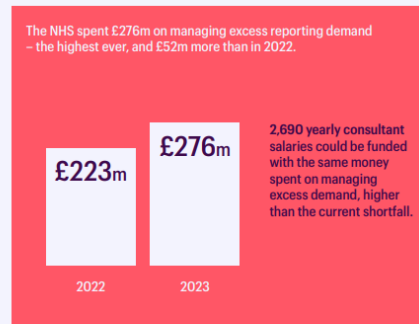 The NHS spent £276m on managing excess reporting demand
– the highest ever, and £52m more than in 2022.
£223m
£276m
2,690 yearly consultant
salaries could be funded
with the same money
spent on managing
excess demand, higher
than the current shortfall.
2022
2023